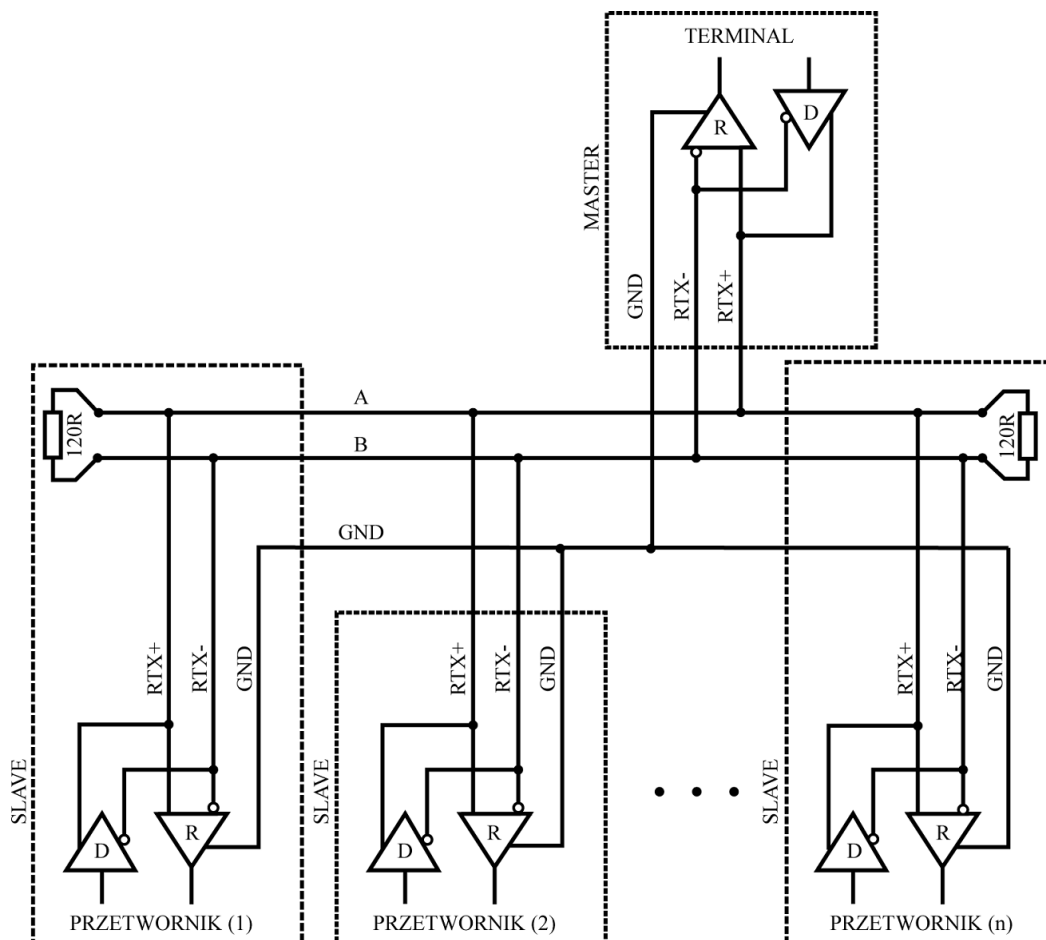 TERMINAL
R
D
MASTER
GND
RTX-
RTX+
120R
A
B
120R
GND
RTX+
RTX-
GND
RTX+
RTX-
GND
RTX+
RTX-
GND
SLAVE
SLAVE
SLAVE
D
R
D
R
D
R
PRZETWORNIK (1)
PRZETWORNIK (2)
PRZETWORNIK (n)